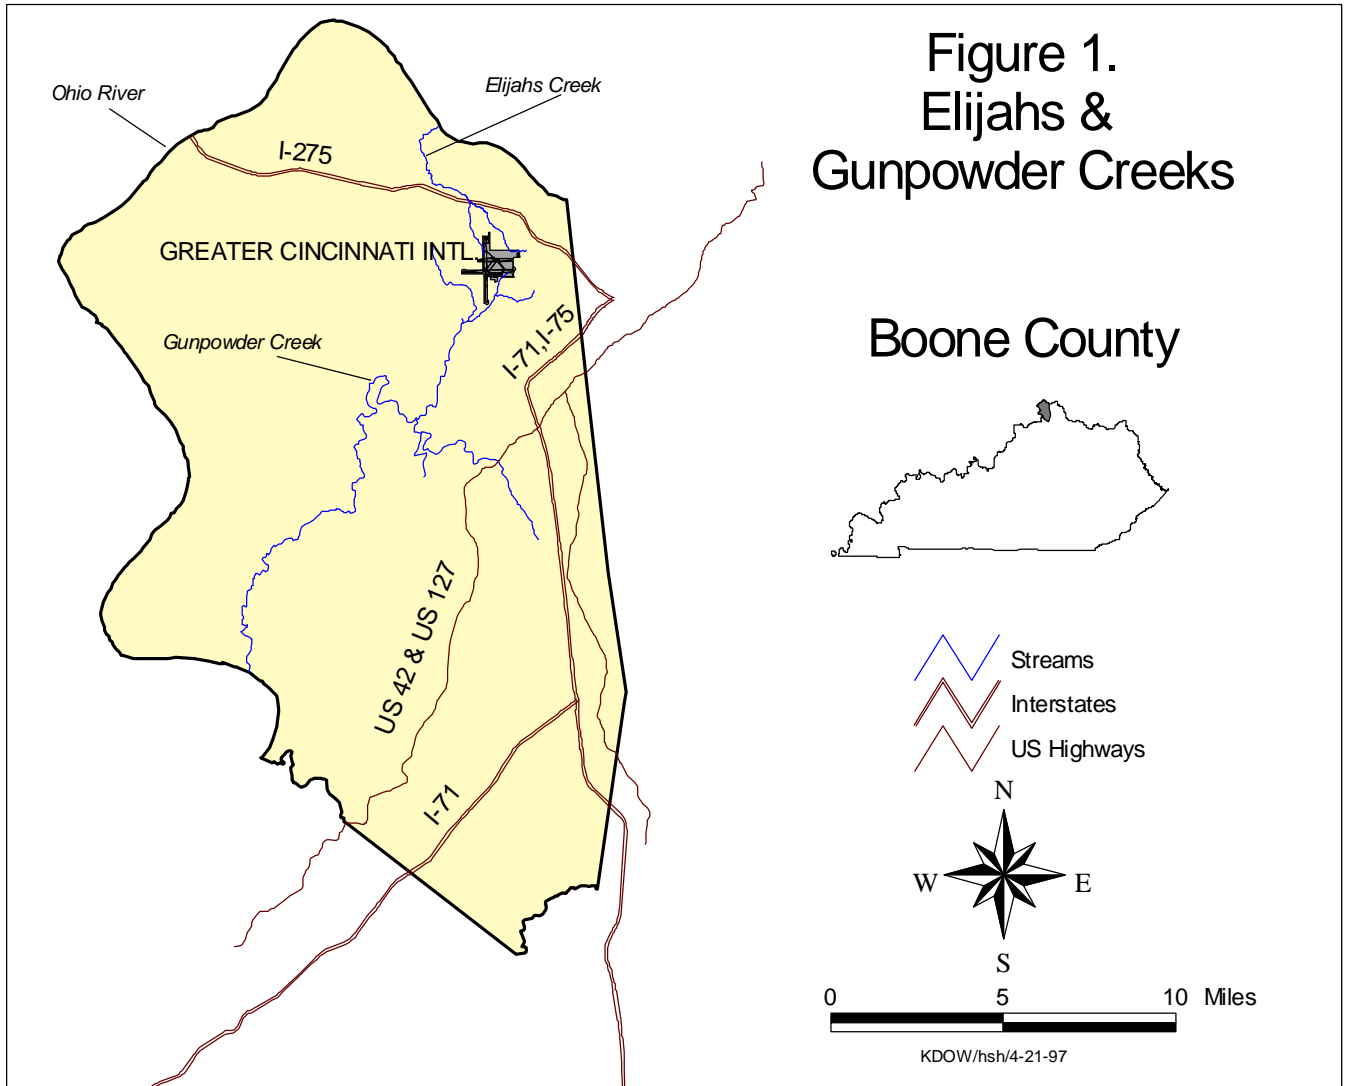 Figure 1.
Elijahs &
Gunpowder Creeks
Ohio River
Elijahs Creek
I-275
GREATER CINCINNATI INTL.
Gunpowder Creek
I-71, I-75
US 42 & US 127
I-71
Boone County
Streams
Interstates
US Highways
N
W E
S
0 5 10 Miles
KDOW/hsh/4-21-97